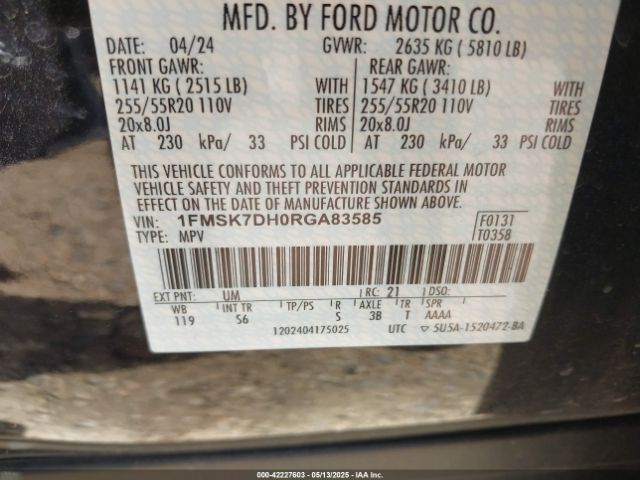 MFD. BY FORD MOTOR CO.
DATE: 04/24 GVWR: 2635 KG ( 5810 LB)
FRONT GAWR: REAR GAWR:
1141 KG ( 2515 LB) WITH 1547 KG ( 3410 LB) WITH
255/55R20 110V TIRES 255/55R20 110V TIRES
20x8.0J RIMS 20x8.0J RIMS
AT 230 kPa/ 33 PSI COLD AT 230 kPa/ 33 PSI COLD
THIS VEHICLE CONFORMS TO ALL APPLICABLE FEDERAL MOTOR
VEHICLE SAFETY AND THEFT PREVENTION STANDARDS IN
EFFECT ON THE DATE OF MANUFACTURE SHOWN ABOVE.
VIN: 1FMSK7DH0RGA83585 F0131
TYPE: MPV T0358
EXT PNT: UM RC: 21 DSO:
WB INT TR TP/PS R AXLE TR SPR
119 S6 S 3B T AAAA
1202404175025 UTC ▽ 5U5A-1520472-BA
000-42227603 - 05/13/2025 - IAA Inc.